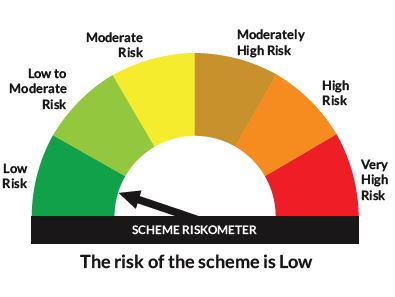 Moderate
Risk
Moderately
High Risk
Low to
Moderate
Risk
High
Risk
Low
Risk
Very
High
Risk
SCHEME RISKOMETER
The risk of the scheme is Low